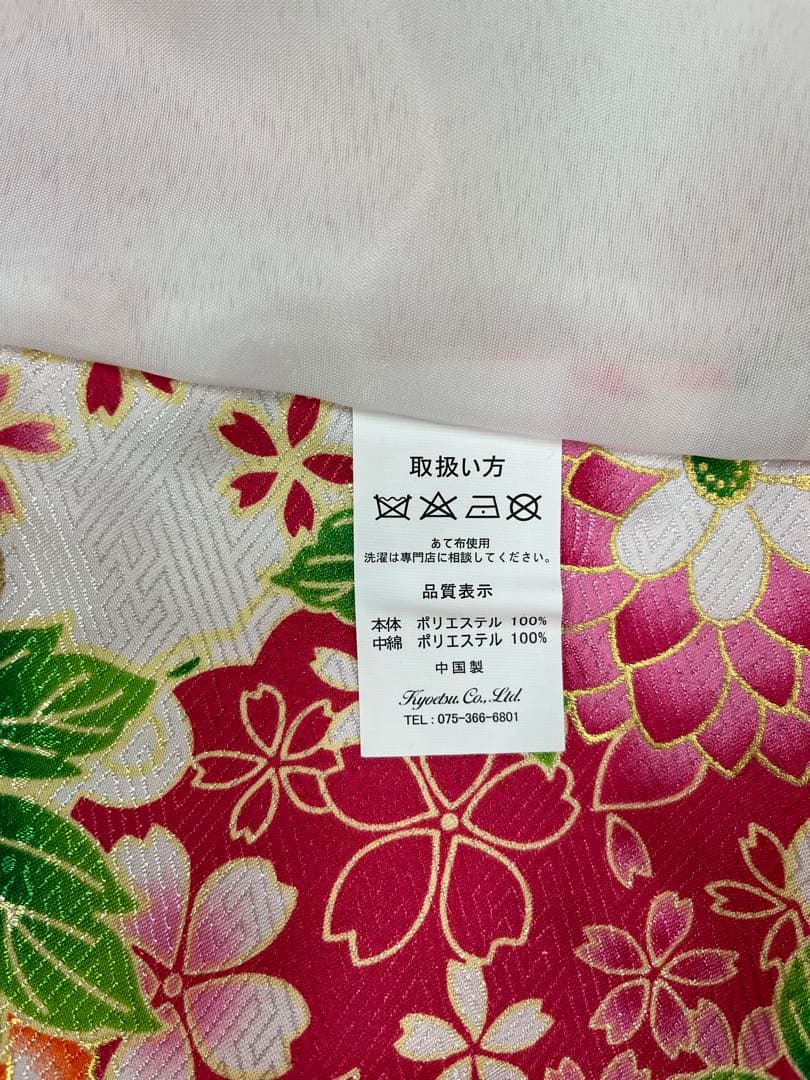 取扱い方
あて布使用
洗濯は専門店に相談してください。
品質表示
本体 ポリエステル 100%
中綿 ポリエステル 100%
中国製
Kyoetsu. Co., Ltd.
TEL : 075-366-6801